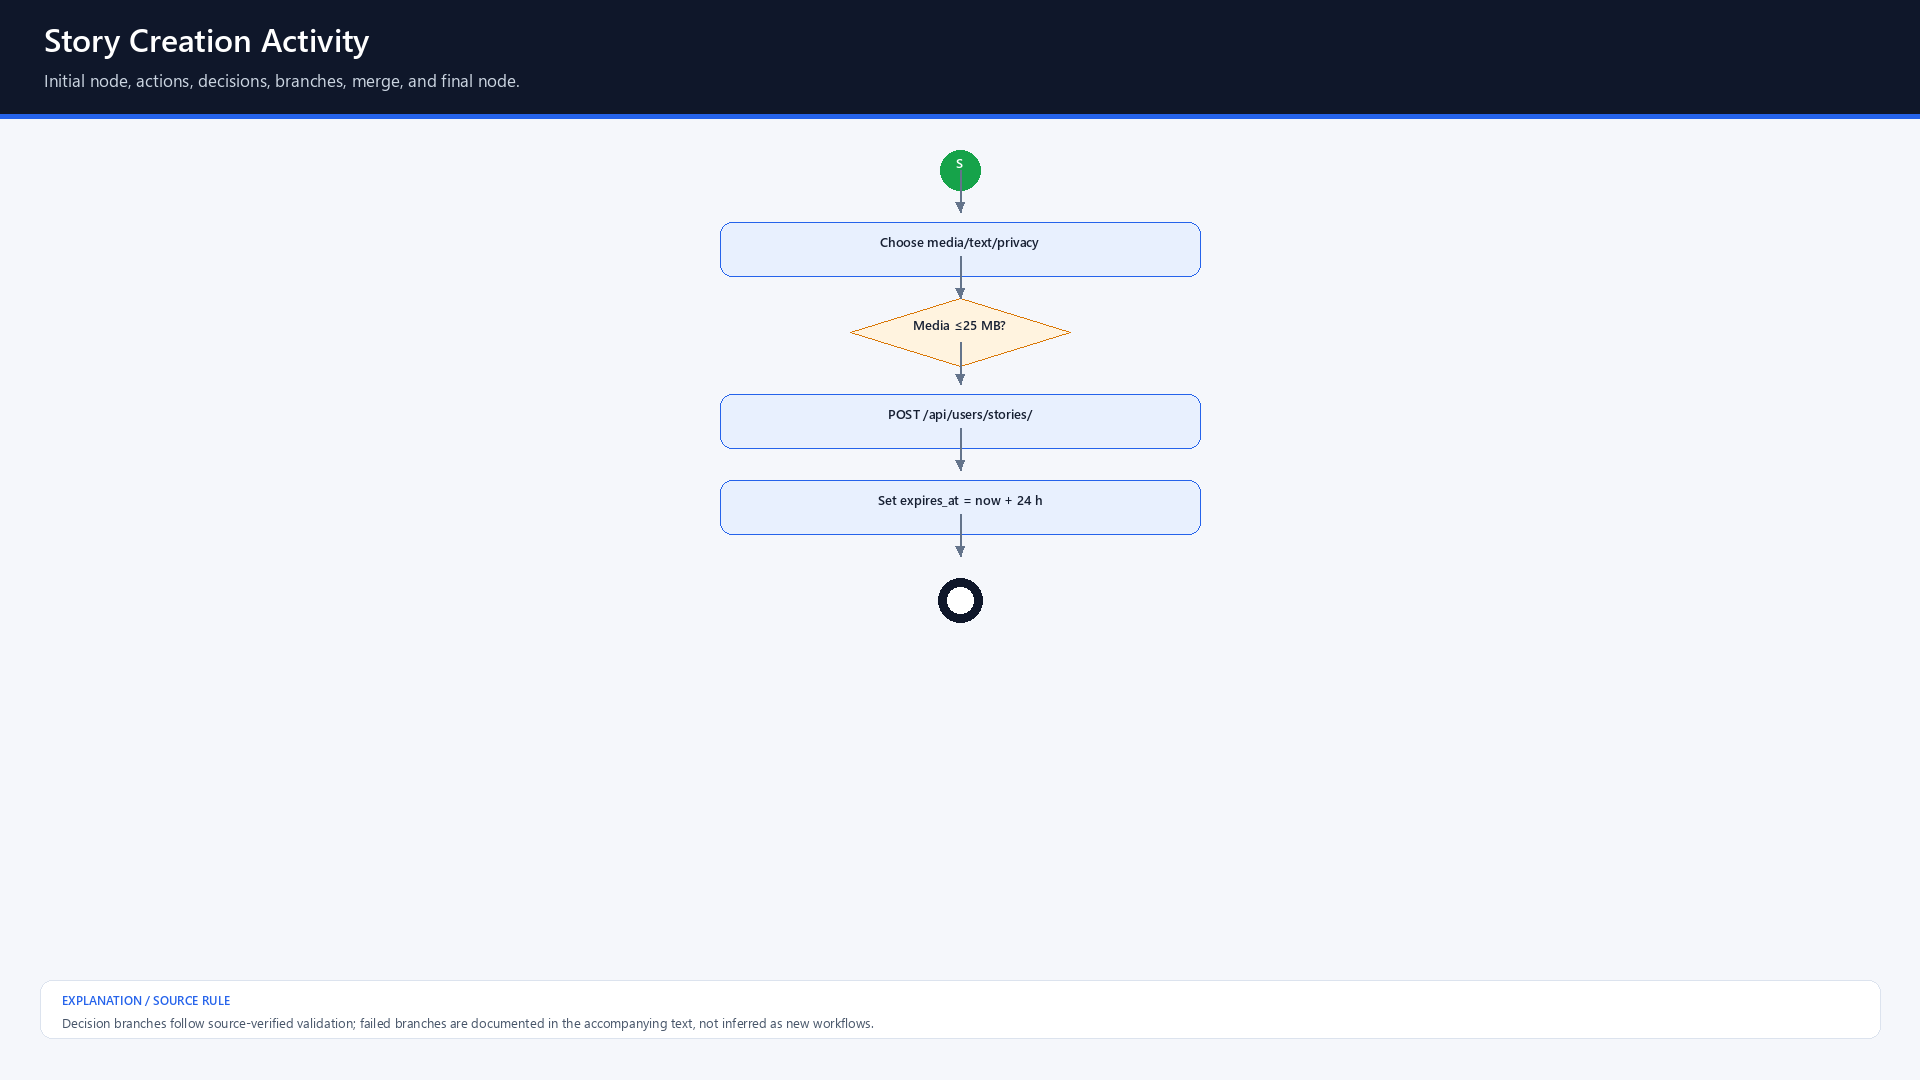 Story Creation Activity
Initial node, actions, decisions, branches, merge, and final node.
S
Choose media/text/privacy
Media ≤25 MB?
POST /api/users/stories/
Set expires_at = now + 24 h
EXPLANATION / SOURCE RULE
Decision branches follow source-verified validation; failed branches are documented in the accompanying text, not inferred as new workflows.